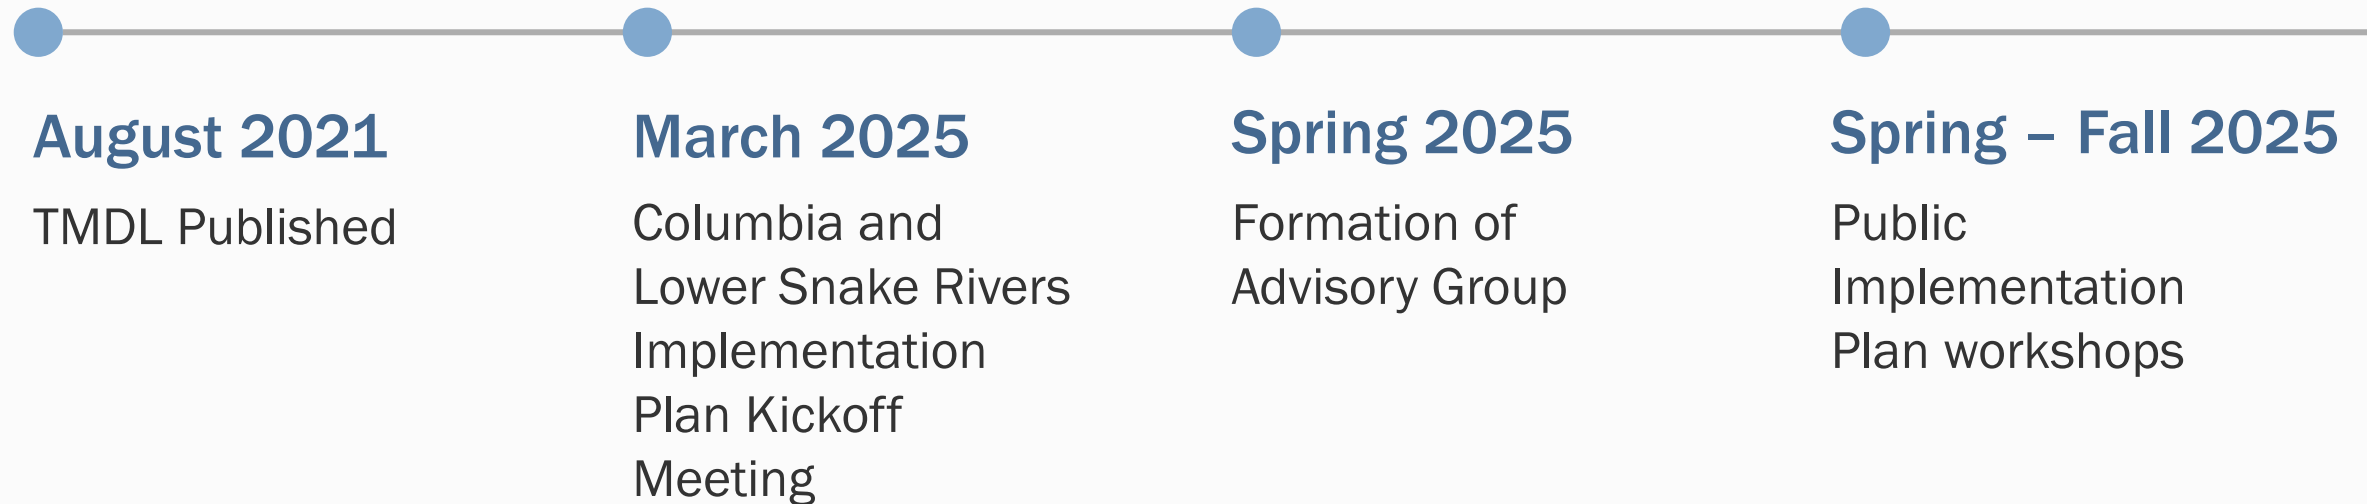 August 2021
TMDL Published
March 2025
Columbia and
Lower Snake Rivers
Implementation
Plan Kickoff
Meeting
Spring 2025
Formation of
Advisory Group
Spring – Fall 2025
Public
Implementation
Plan workshops